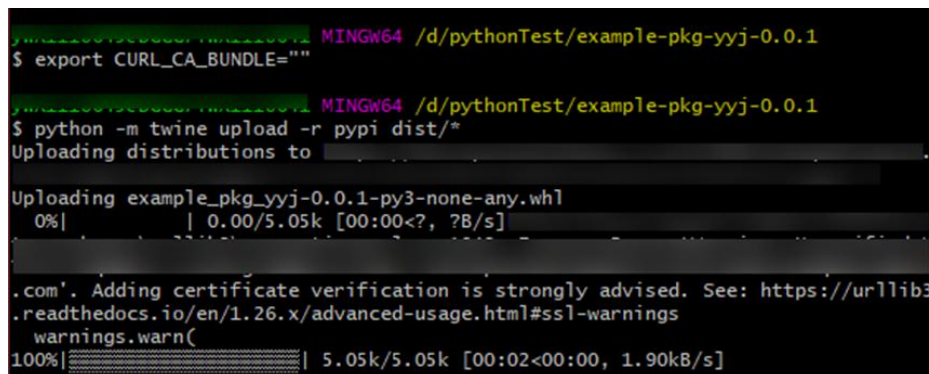 MINGW64 /d/pythonTest/example-pkg-yyj-0.0.1
$ export CURL_CA_BUNDLE=""
MINGW64 /d/pythonTest/example-pkg-yyj-0.0.1
$ python -m twine upload -r pypi dist/*
Uploading distributions to
Uploading example_pkg_yyj-0.0.1-py3-none-any.whl
0%| | 0.00/5.05k [00:00<?, ?B/s]
.com'. Adding certificate verification is strongly advised. See: https://urllib3
.readthedocs.io/en/1.26.x/advanced-usage.html#ssl-warnings
warnings.warn(
100%| | 5.05k/5.05k [00:02<00:00, 1.90kB/s]